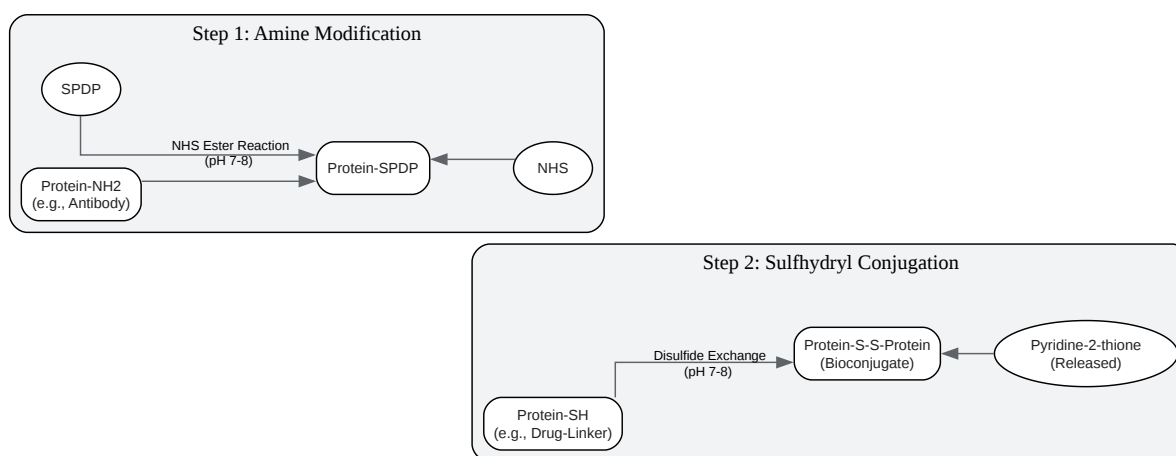 Step 1: Amine Modification
SPDP
NHS Ester Reaction
(pH 7-8)
Protein-SPDP
NHS
Protein-NH2
(e.g., Antibody)
Step 2: Sulfhydryl Conjugation
Protein-S-S-Protein
(Bioconjugate)
Pyridine-2-thione
(Released)
Disulfide Exchange
(pH 7-8)
Protein-SH
(e.g., Drug-Linker)